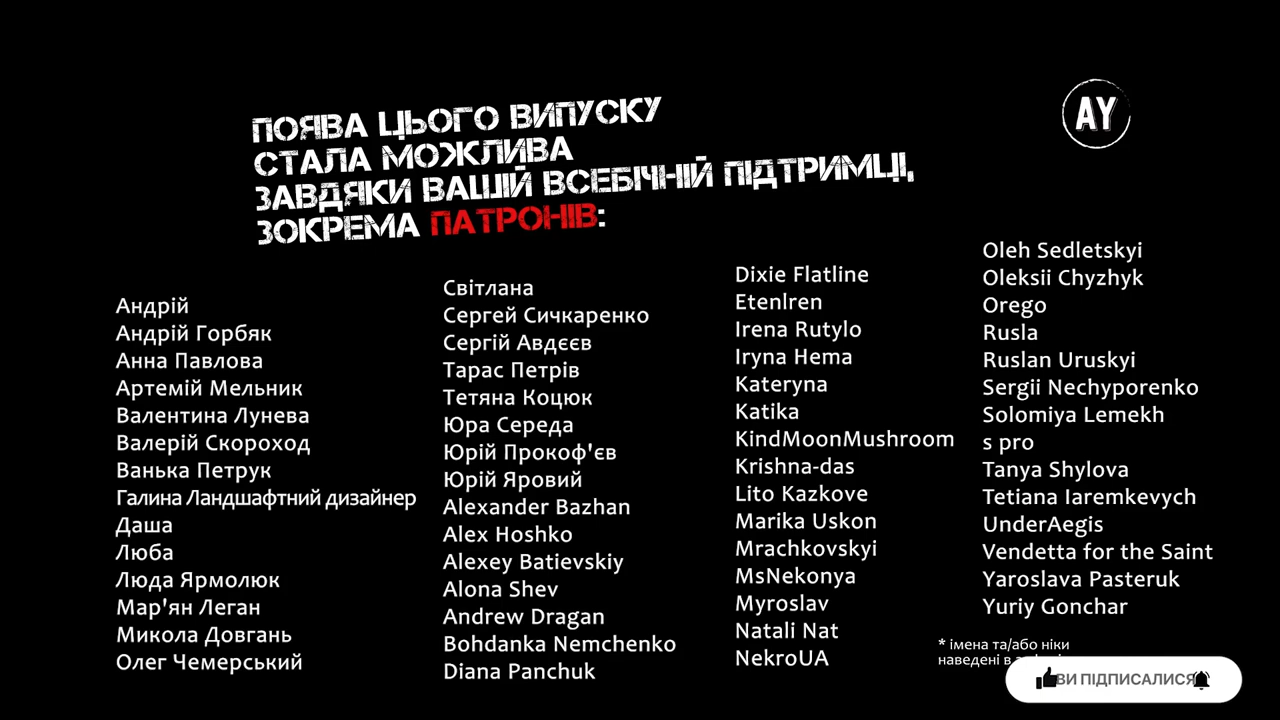 AY
ПОЯВА ЦЬОГО ВИПУСКУ
СТАЛА МОЖЛИВА
ЗАВДЯКИ ВАШІЙ ВСЕБІЧНІЙ ПІДТРИМЦІ,
ЗОКРЕМА ПАТРОНІВ:
Андрій
Андрій Горбяк
Анна Павлова
Артемій Мельник
Валентина Лунева
Валерій Скороход
Ванька Петрук
Галина Ландшафтний дизайнер
Даша
Люба
Люда Ярмолюк
Мар'ян Леган
Микола Довгань
Олег Чемерський
Світлана
Сергей Сичкаренко
Сергій Авдєєв
Тарас Петрів
Тетяна Коцюк
Юра Середа
Юрій Прокоф'єв
Юрій Яровий
Alexander Bazhan
Alex Hoshko
Alexey Batievskiy
Alona Shev
Andrew Dragan
Bohdanka Nemchenko
Diana Panchuk
Dixie Flatline
Etenlren
Irena Rutylo
Iryna Hema
Kateryna
Katika
KindMoonMushroom
Krishna-das
Lito Kazkove
Marika Uskon
Mrachkovskyi
MsNekonya
Myroslav
Natali Nat
NekroUA
Oleh Sedletskyi
Oleksii Chyzhyk
Orego
Rusla
Ruslan Uruskyi
Sergii Nechyporenko
Solomiya Lemekh
s pro
Tanya Shylova
Tetiana Iaremkevych
UnderAegis
Vendetta for the Saint
Yaroslava Pasteruk
Yuriy Gonchar
* імена та/або ніки
наведені в
ВИ ПІДПИСАЛИСЯ